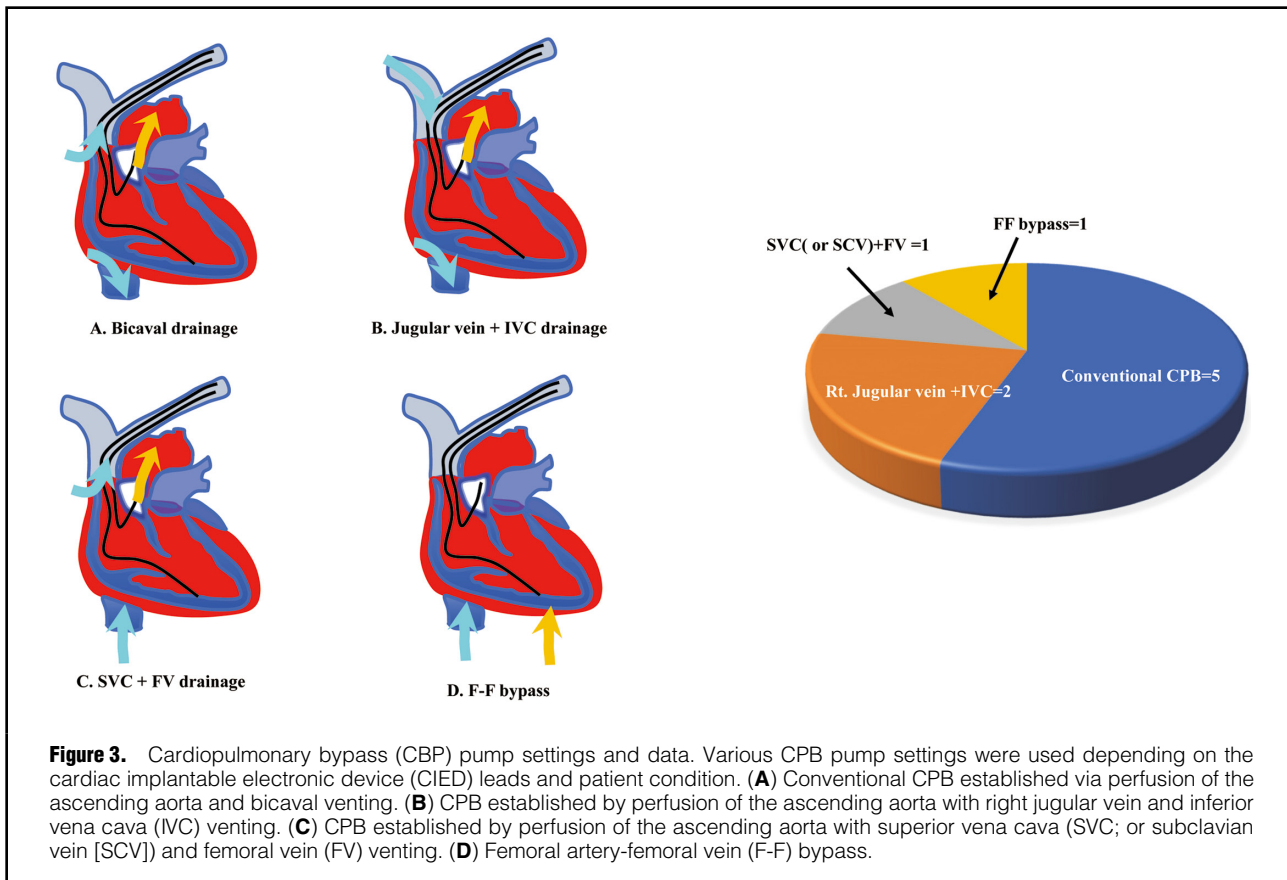 A. Bicaval drainage
B. Jugular vein + IVC drainage
C. SVC + FV drainage
D. F-F bypass
SVC( or SCV)+FV =1
FF bypass=1
Rt. Jugular vein +IVC=2
Conventional CPB=5
Figure 3. Cardiopulmonary bypass (CBP) pump settings and data. Various CPB pump settings were used depending on the
cardiac implantable electronic device (CIED) leads and patient condition. (A) Conventional CPB established via perfusion of the
ascending aorta and bicaval venting. (B) CPB established by perfusion of the ascending aorta with right jugular vein and inferior
vena cava (IVC) venting. (C) CPB established by perfusion of the ascending aorta with superior vena cava (SVC; or subclavian
vein [SCV]) and femoral vein (FV) venting. (D) Femoral artery-femoral vein (F-F) bypass.